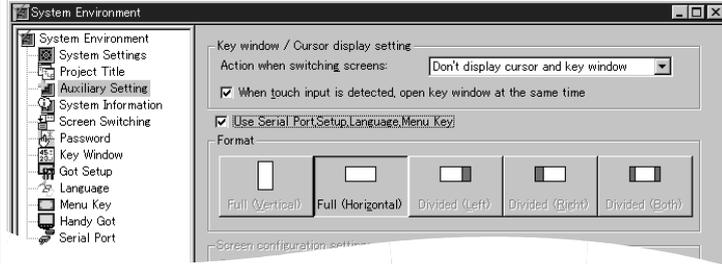 System Environment
System Environment
System Settings
Project Title
Auxiliary Setting
System Information
Screen Switching
Password
Key Window
Got Setup
Language
Menu Key
Handy Got
Serial Port
Key window / Cursor display setting
Action when switching screens:
Don't display cursor and key window
When touch input is detected, open key window at the same time
Use Serial Port,Setup,Language,Menu Key
Format
Full (Vertical)
Full (Horizontal)
Divided (Left)
Divided (Right)
Divided (Both)
Screen configuration setting